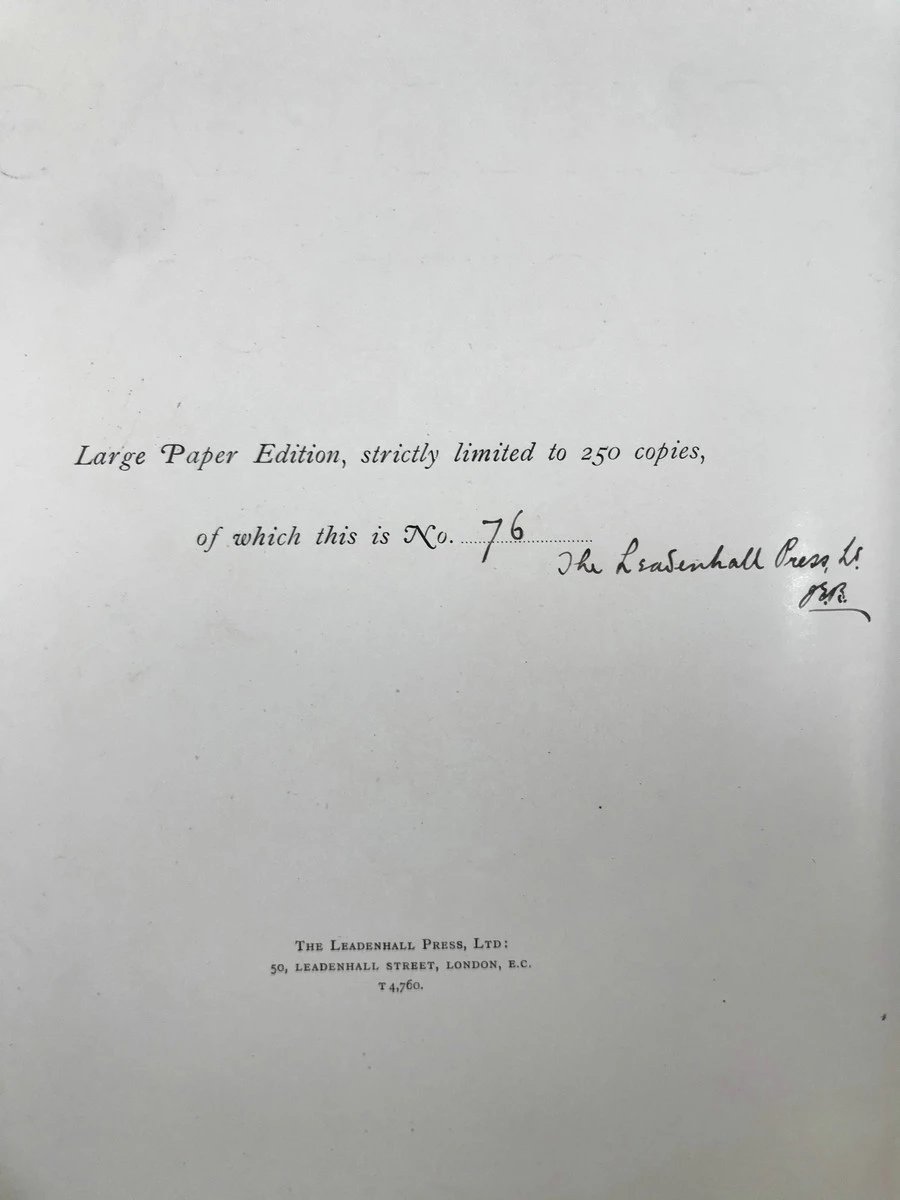 Large Paper Edition, strictly limited to 250 copies,
of which this is No. 76
The Leadenhall Press, Ld.
THE LEADENHALL PRESS, LTD:
50, LEADENHALL STREET, LONDON, E.C.
T 4,760.